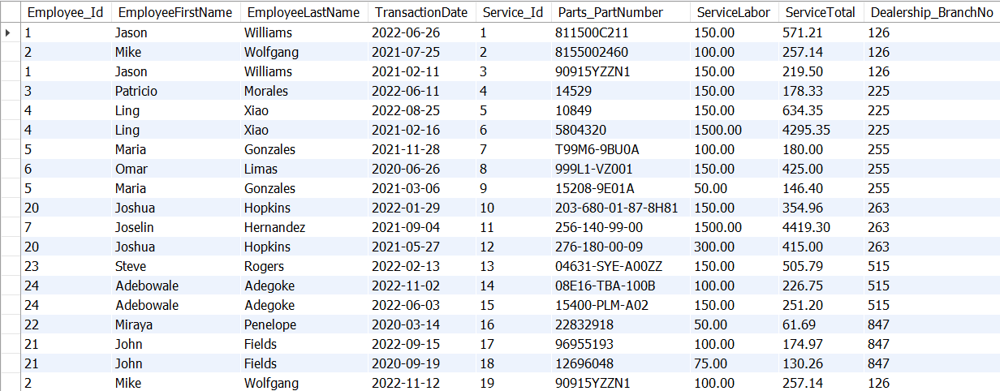 Employee_Id EmployeeFirstName EmployeeLastName TransactionDate Service_Id Parts_PartNumber ServiceLabor ServiceTotal Dealership_BranchNo
1 Jason Williams 2022-06-26 1 811500C211 150.00 571.21 126
2 Mike Wolfgang 2021-07-25 2 8155002460 100.00 257.14 126
1 Jason Williams 2021-02-11 3 90915YZZN1 150.00 219.50 126
3 Patricio Morales 2022-06-11 4 14529 150.00 178.33 225
4 Ling Xiao 2022-08-25 5 10849 150.00 634.35 225
4 Ling Xiao 2021-02-16 6 5804320 1500.00 4295.35 225
5 Maria Gonzales 2021-11-28 7 T99M6-9BU0A 100.00 180.00 255
6 Omar Limas 2020-06-26 8 999L1-VZ001 150.00 425.00 255
5 Maria Gonzales 2021-03-06 9 15208-9E01A 50.00 146.40 255
20 Joshua Hopkins 2022-01-29 10 203-680-01-87-8H81 150.00 354.96 263
7 Joselin Hernandez 2021-09-04 11 256-140-99-00 1500.00 4419.30 263
20 Joshua Hopkins 2021-05-27 12 276-180-00-09 300.00 415.00 263
23 Steve Rogers 2022-02-13 13 04631-SYE-A00ZZ 150.00 505.79 515
24 Adebowale Adegoke 2022-11-02 14 08E16-TBA-100B 100.00 226.75 515
24 Adebowale Adegoke 2022-06-03 15 15400-PLM-A02 150.00 251.20 515
22 Miraya Penelope 2020-03-14 16 22832918 50.00 61.69 847
21 John Fields 2022-09-15 17 96955193 100.00 174.97 847
21 John Fields 2020-09-19 18 12696048 75.00 130.26 847
2 Mike Wolfgang 2022-11-12 19 90915YZZN1 100.00 257.14 126